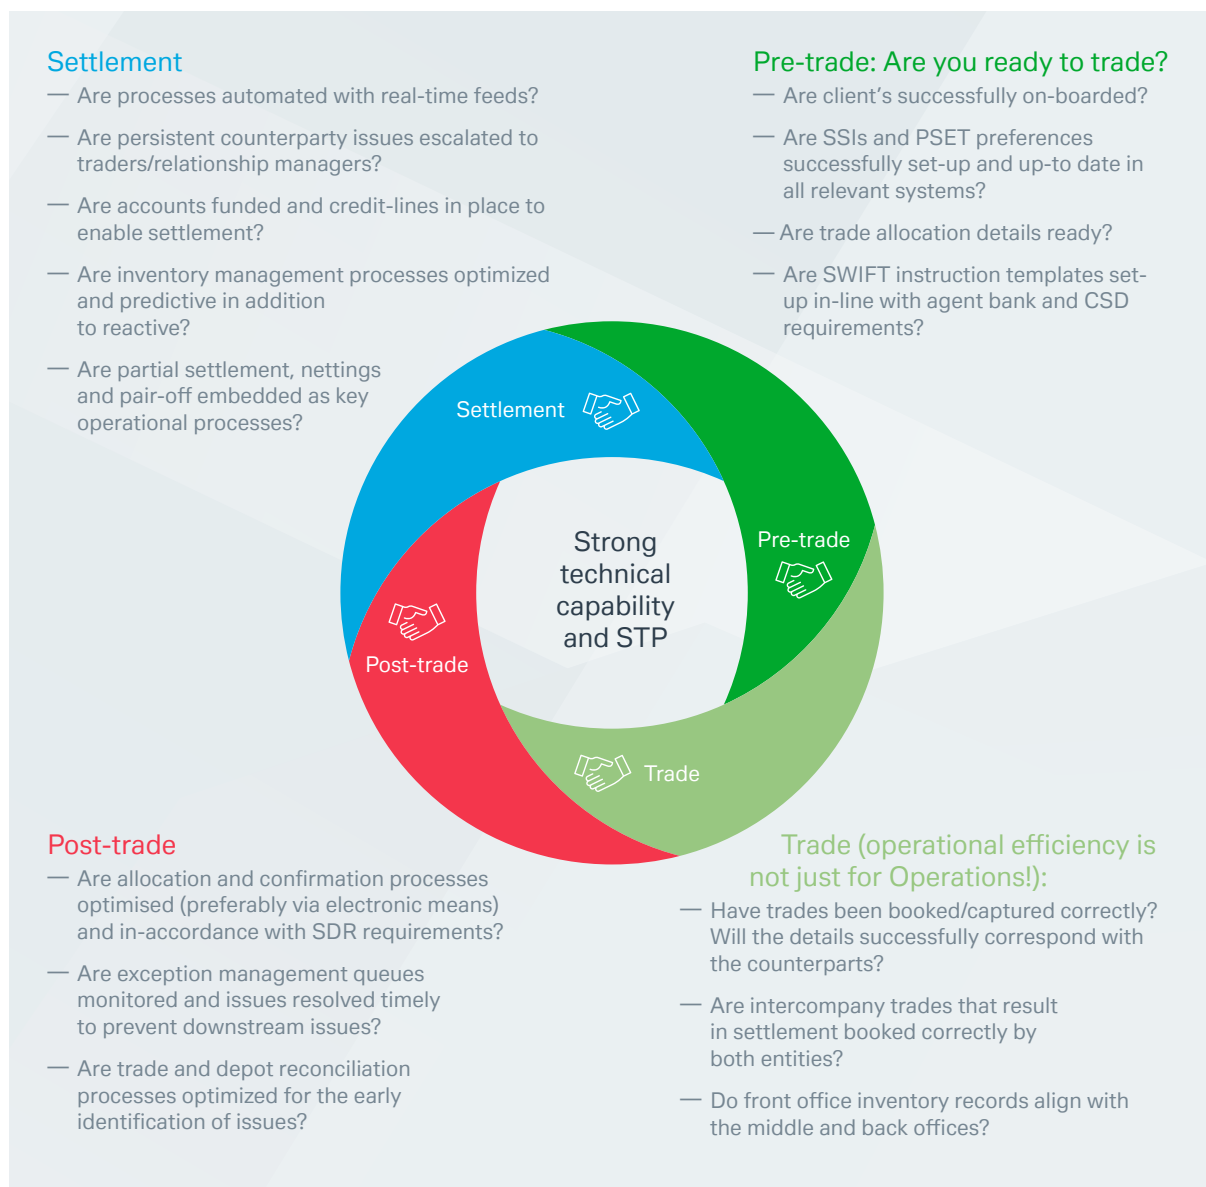 Settlement
— Are processes automated with real-time feeds?
— Are persistent counterparty issues escalated to
traders/relationship managers?
— Are accounts funded and credit-lines in place to
enable settlement?
— Are inventory management processes optimized
and predictive in addition
to reactive?
— Are partial settlement, nettings
and pair-off embedded as key
operational processes?
Pre-trade: Are you ready to trade?
— Are client's successfully on-boarded?
— Are SSIs and PSET preferences
successfully set-up and up-to date in
all relevant systems?
— Are trade allocation details ready?
— Are SWIFT instruction templates set-
up in-line with agent bank and CSD
requirements?
Settlement
Pre-trade
Strong
technical
capability
and STP
Post-trade
Trade
Post-trade
— Are allocation and confirmation processes
optimised (preferably via electronic means)
and in-accordance with SDR requirements?
— Are exception management queues
monitored and issues resolved timely
to prevent downstream issues?
— Are trade and depot reconciliation
processes optimized for the early
identification of issues?
Trade (operational efficiency is
not just for Operations!):
— Have trades been booked/captured correctly?
Will the details successfully correspond with
the counterparts?
— Are intercompany trades that result
in settlement booked correctly by
both entities?
— Do front office inventory records align with
the middle and back offices?